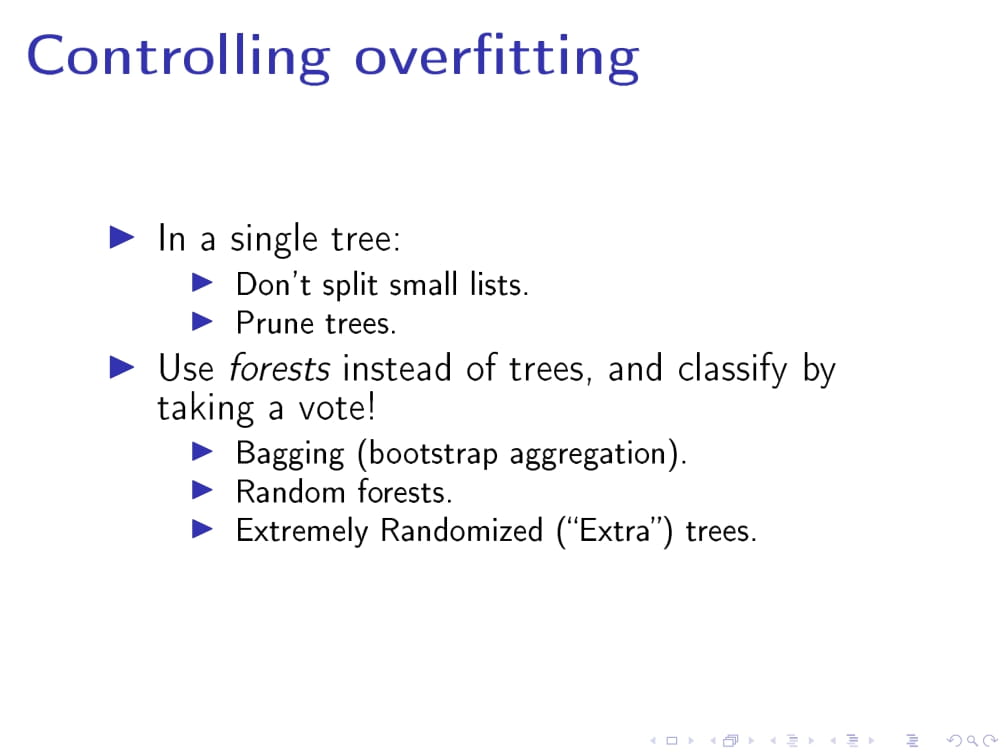 Controlling overfitting
In a single tree:
Don't split small lists.
Prune trees.
Use forests instead of trees, and classify by
taking a vote!
Bagging (bootstrap aggregation).
Random forests.
Extremely Randomized (“Extra”) trees.